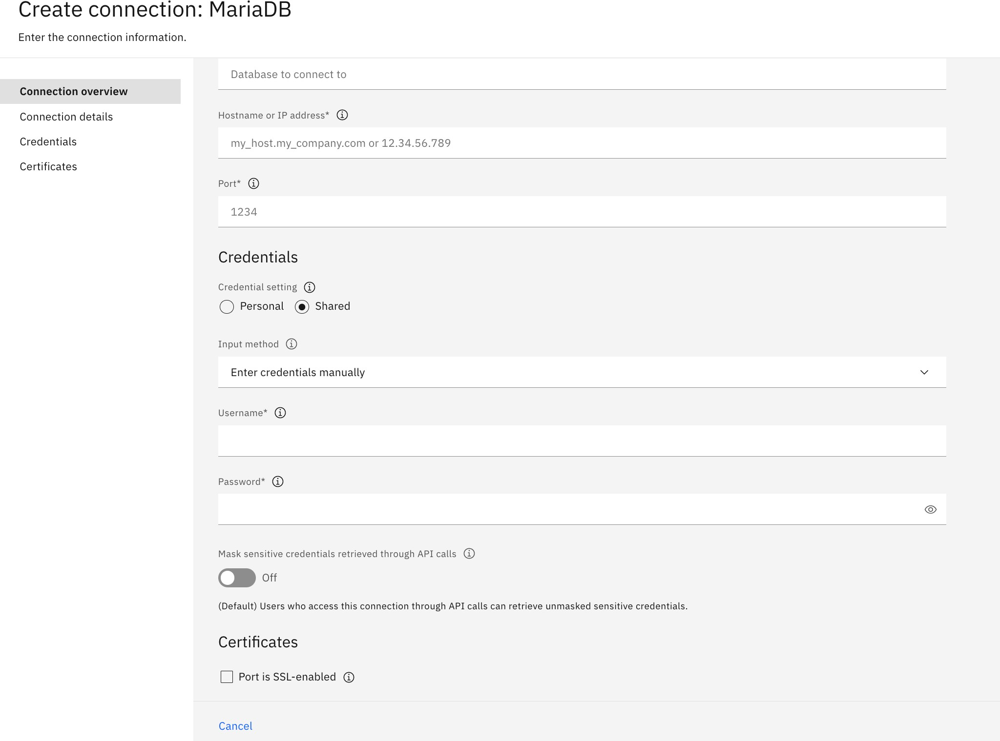 Create connection: MariaDB
Enter the connection information.
Connection overview
Connection details
Credentials
Certificates
Database to connect to
Hostname or IP address*
my_host.my_company.com or 12.34.56.789
Port*
1234
Credentials
Credential setting
Personal
Shared
Input method
Enter credentials manually
Username*
Password*
Mask sensitive credentials retrieved through API calls
Off
(Default) Users who access this connection through API calls can retrieve unmasked sensitive credentials.
Certificates
Port is SSL-enabled
Cancel